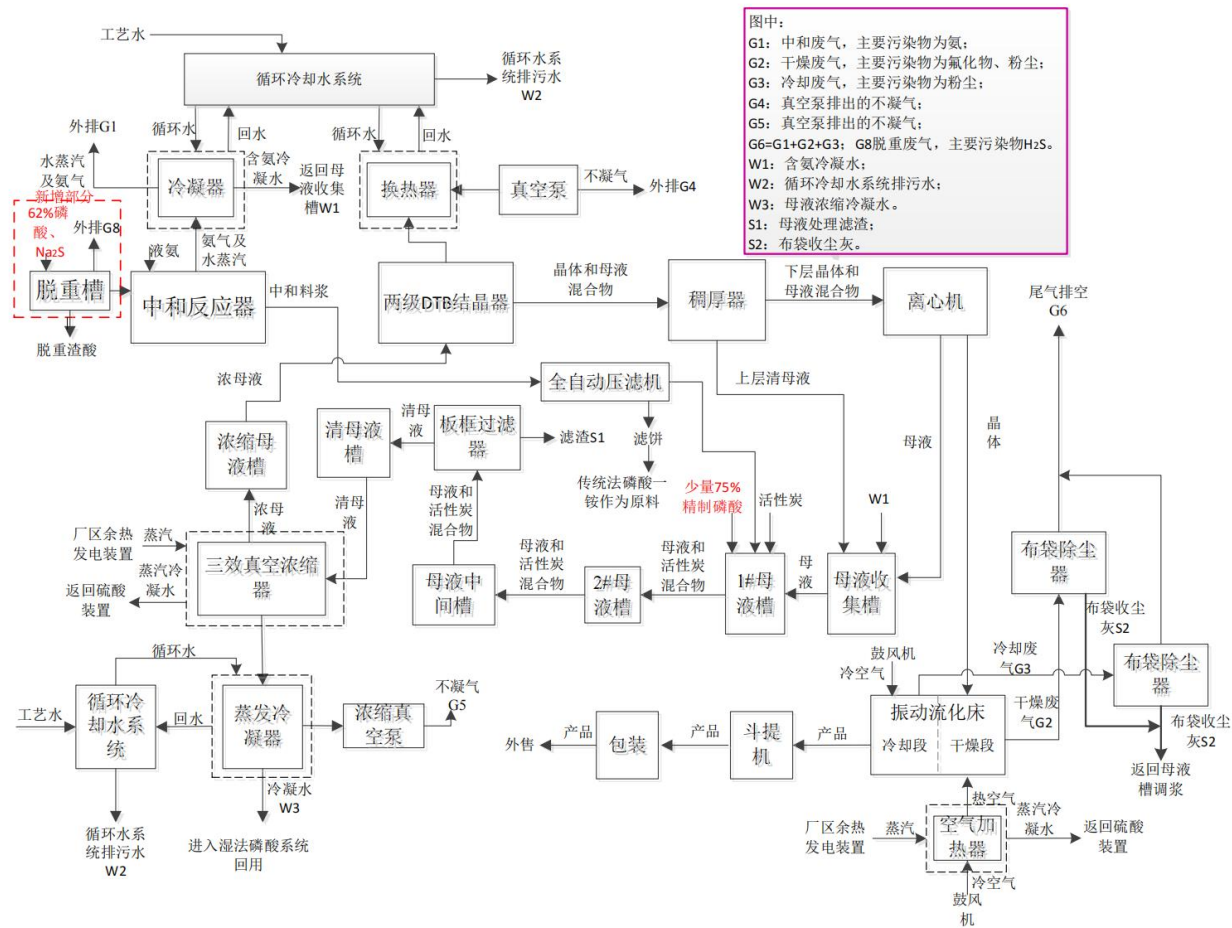 工艺水
循环冷却水系统
循环水系
统排污水
W2
循环水
回水
循环水
回水
外排G1
水蒸汽
及氨气
冷凝器
含氨冷
凝水
返回母
液收集
槽W1
换热器
真空泵
不凝气
外排G4
图中：
G1：中和废气，主要污染物为氨；
G2：干燥废气，主要污染物为氟化物、粉尘；
G3：冷却废气，主要污染物为粉尘；
G4：真空泵排出的不凝气；
G5：真空泵排出的不凝气；
G6=G1+G2+G3；G8脱重废气，主要污染物H₂S。
W1：含氨冷凝水；
W2：循环冷却水系统排污水；
W3：母液浓缩冷凝水。
S1：母液处理滤渣；
S2：布袋收尘灰。
新增部分
62%磷
酸、
Na₂S
外排G8
液氨
氨气及
水蒸汽
脱重槽
脱重渣酸
中和反应器
中和料浆
两级DTB结晶器
晶体和母液
混合物
稠厚器
下层晶体和
母液混合物
离心机
尾气排空
G6
浓母液
全自动压滤机
上层清母液
母液
晶体
浓缩母
液槽
清母液
槽
清母
液
板框过滤
器
滤渣S1
滤饼
传统法磷酸一
铵作为原料
少量75%
精制磷酸
活性炭
W1
浓母
液
清母
液
母液和
活性炭
混合物
厂区余热
发电装置
蒸汽
三效真空浓缩
器
蒸汽冷
凝水
返回硫酸
装置
母液中
间槽
母液和
活性炭
混合物
2#母
液槽
母液和
活性炭
混合物
1#母
液槽
母
液
母液收
集槽
布袋除尘
器
布袋收尘
灰S2
循环水
工艺水
循环冷
却水系
统
回水
蒸发冷
凝器
浓缩真
空泵
不凝气
G5
冷凝水
W3
循环水系
统排污水
W2
进入湿法磷酸系统
回用
鼓风机
冷空气
冷却废
气G3
布袋除尘
器
振动流化床
冷却段
干燥段
干燥废
气G2
布袋收尘
灰S2
返回母液
槽调浆
外售
产品
包装
产品
斗提
机
产品
热空气
厂区余热
发电装置
蒸汽
空气加
热器
蒸汽冷
凝水
返回硫酸
装置
冷空气
鼓风
机